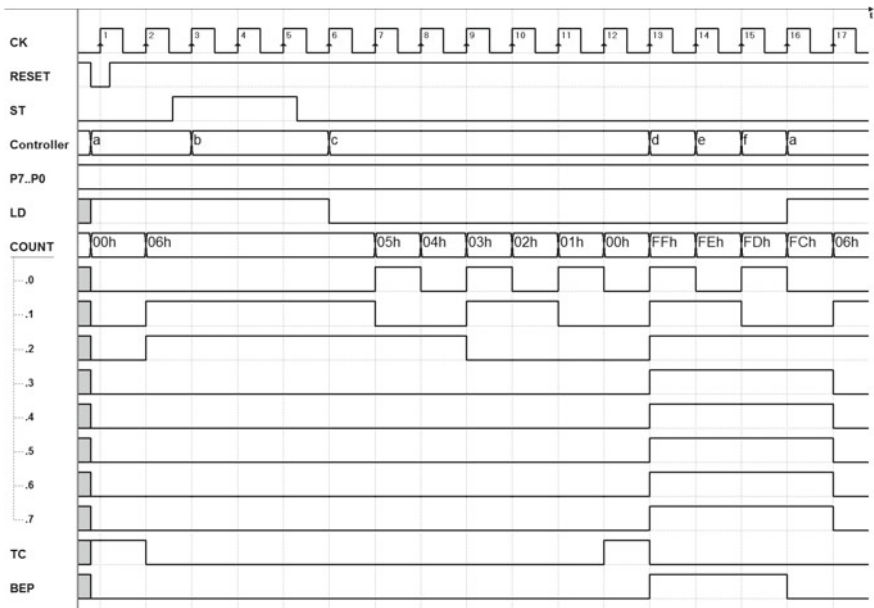 t
CK 1 2 3 4 5 6 7 8 9 10 11 12 13 14 15 16 17
RESET
ST
Controller a b c d e f a
P7..P0
LD
COUNT 00h 06h 05h 04h 03h 02h 01h 00h FFh FEh FDh FCh 06h
.0
.1
.2
.3
.4
.5
.6
.7
TC
BEP